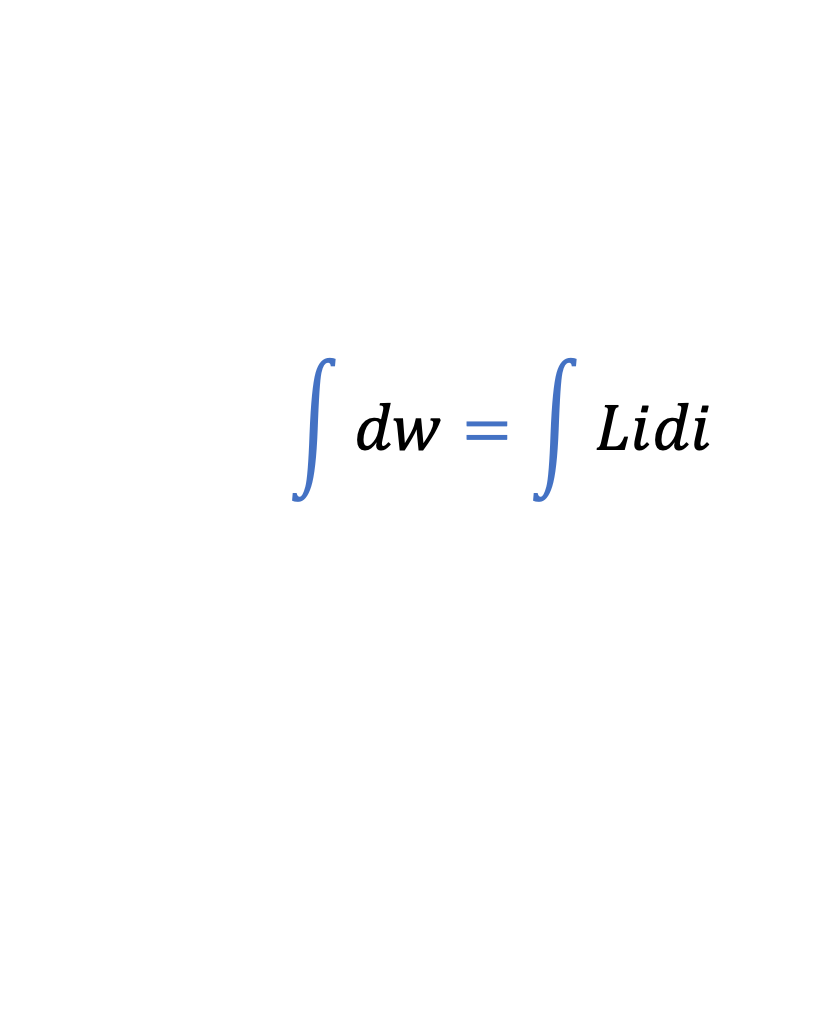 ∫ dw = ∫ Lidi